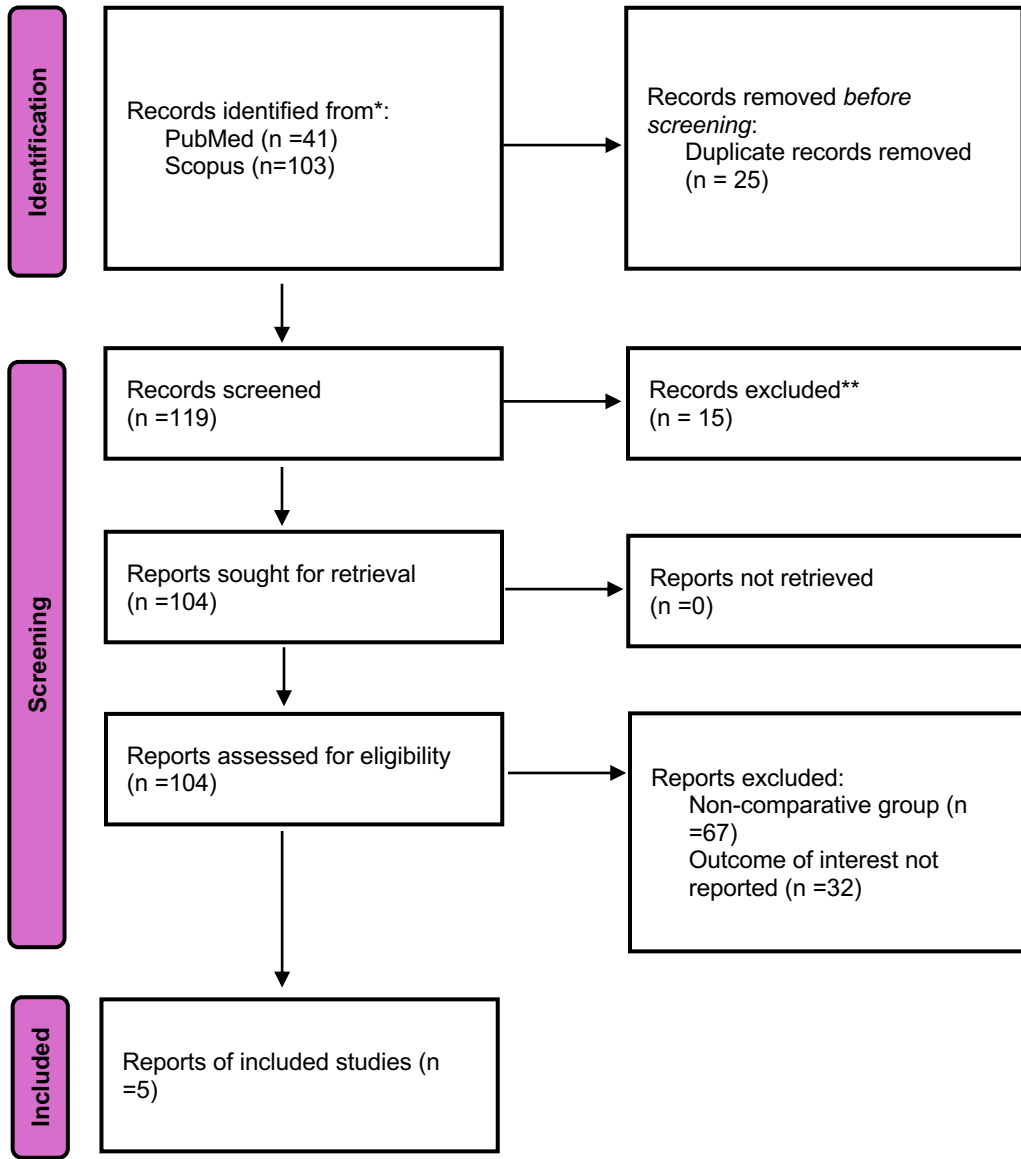 Identification
Records identified from*:
PubMed (n =41)
Scopus (n=103)
Records removed before
screening:
Duplicate records removed
(n = 25)
Screening
Records screened
(n =119)
Records excluded**
(n = 15)
Reports sought for retrieval
(n =104)
Reports not retrieved
(n =0)
Reports assessed for eligibility
(n =104)
Reports excluded:
Non-comparative group (n
=67)
Outcome of interest not
reported (n =32)
Included
Reports of included studies (n
=5)